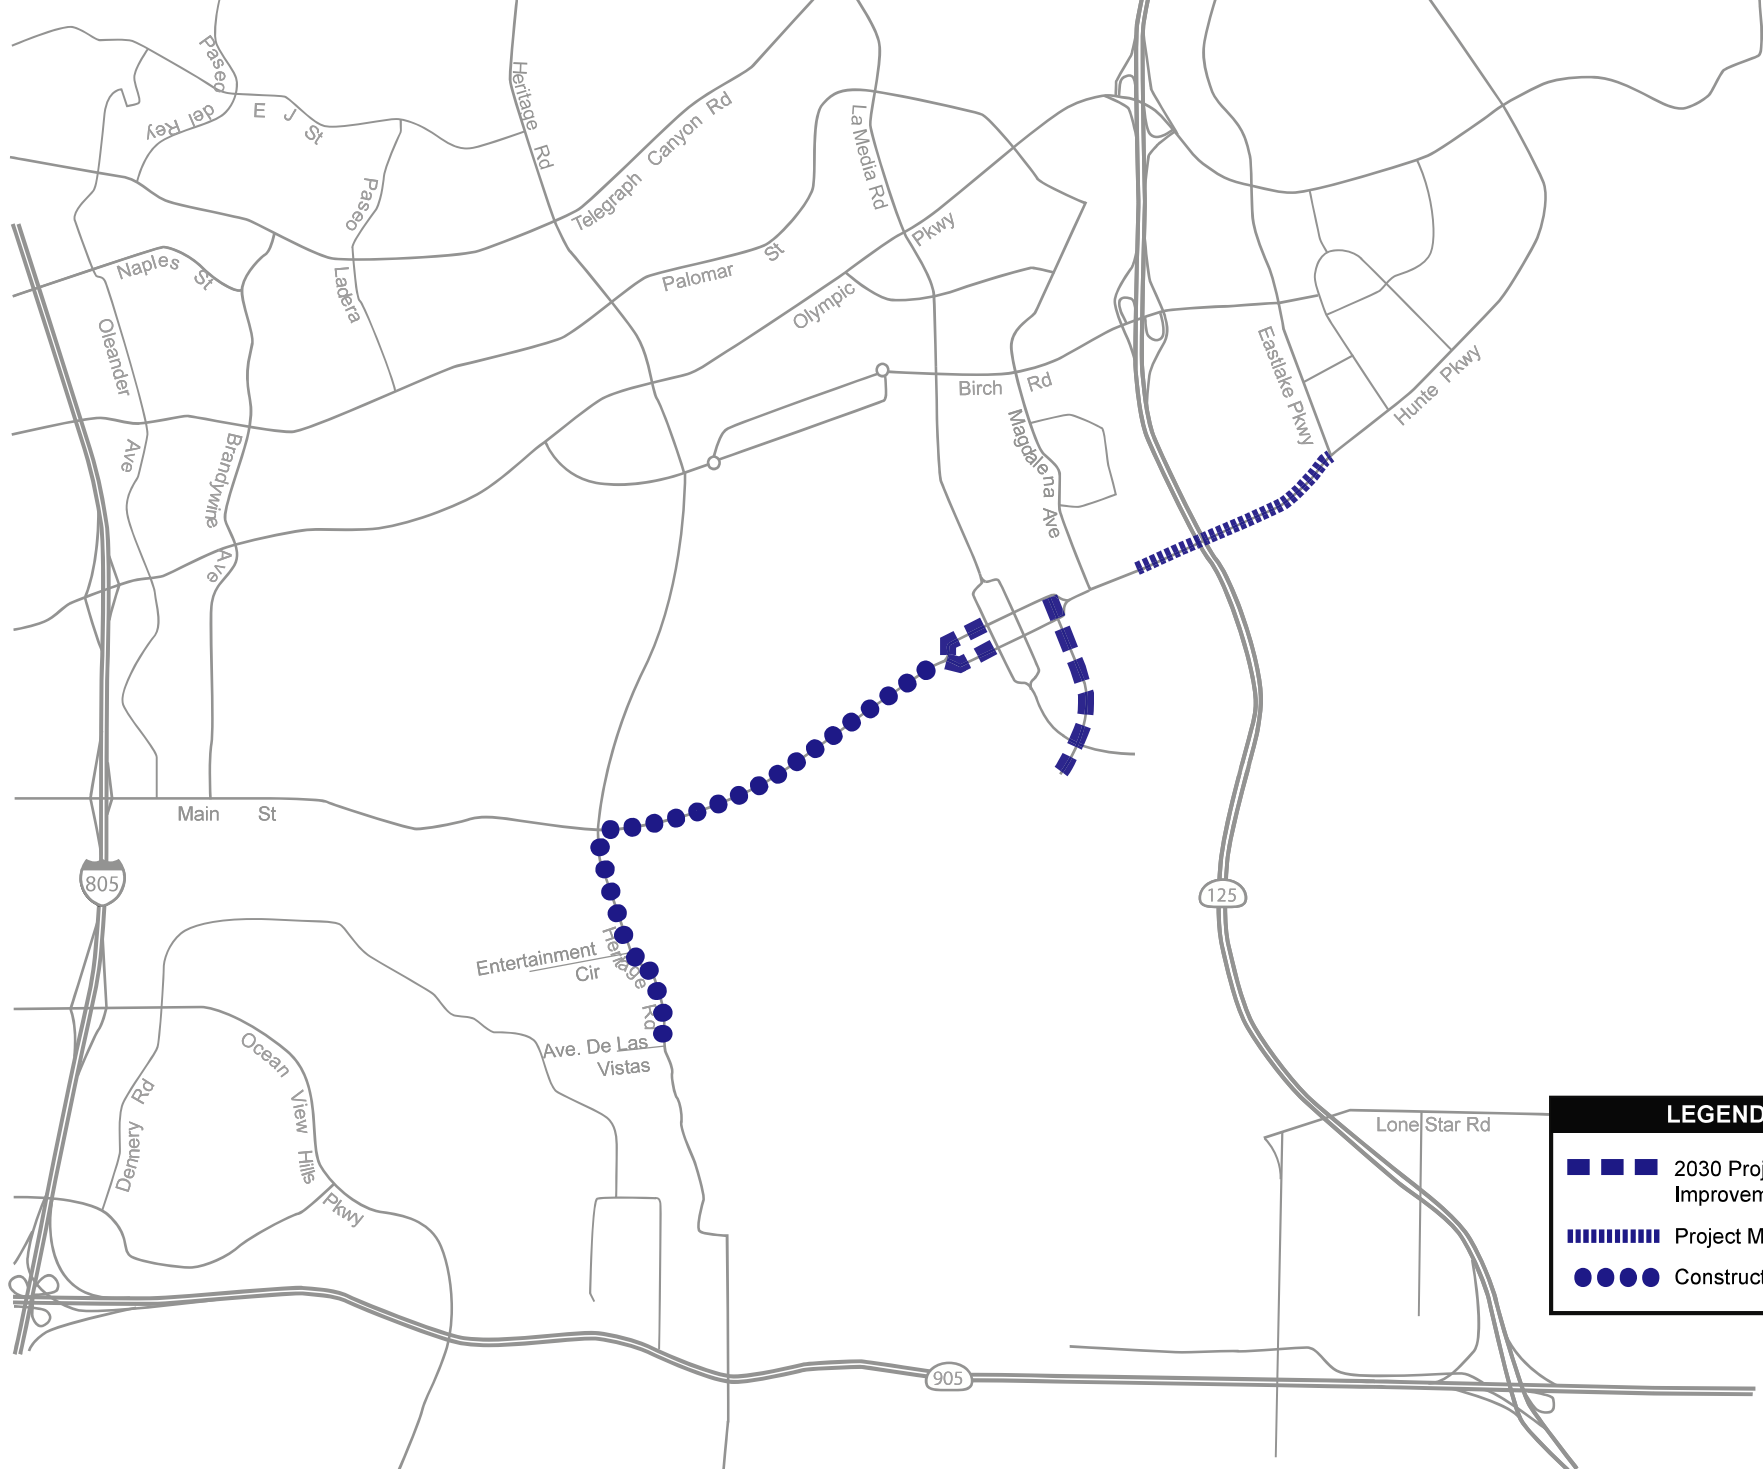 Paseo
del Rey
E J St
Heritage Rd
Telegraph Canyon Rd
La Media Rd
Paseo
Ladera
Naples St
Palomar St
Olympic Pkwy
Oleander
Ave
Brandywine
Ave
Birch Rd
Magdalena Ave
Eastlake Pkwy
Hunte Pkwy
Main St
805
125
Entertainment
Cir
Heritage Rd
Ave. De Las
Vistas
Ocean View Hills Pkwy
Dennery Rd
Lone Star Rd
905
LEGEND
2030 Proj
Improvem
Project M
Construct